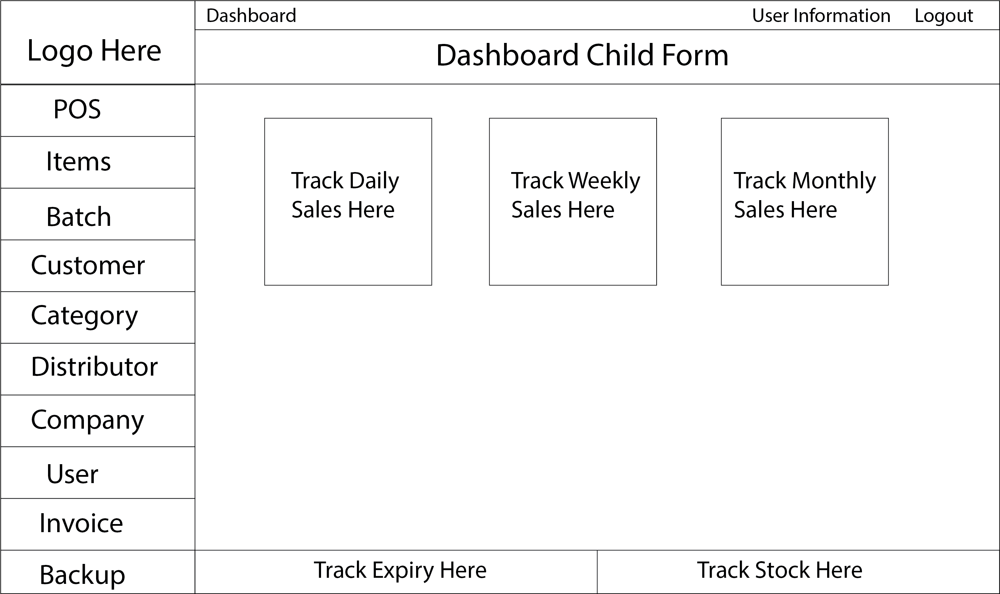 Dashboard
User Information
Logout
Logo Here
Dashboard Child Form
POS
Items
Batch
Customer
Category
Distributor
Company
User
Invoice
Backup
Track Daily
Sales Here
Track Weekly
Sales Here
Track Monthly
Sales Here
Track Expiry Here
Track Stock Here